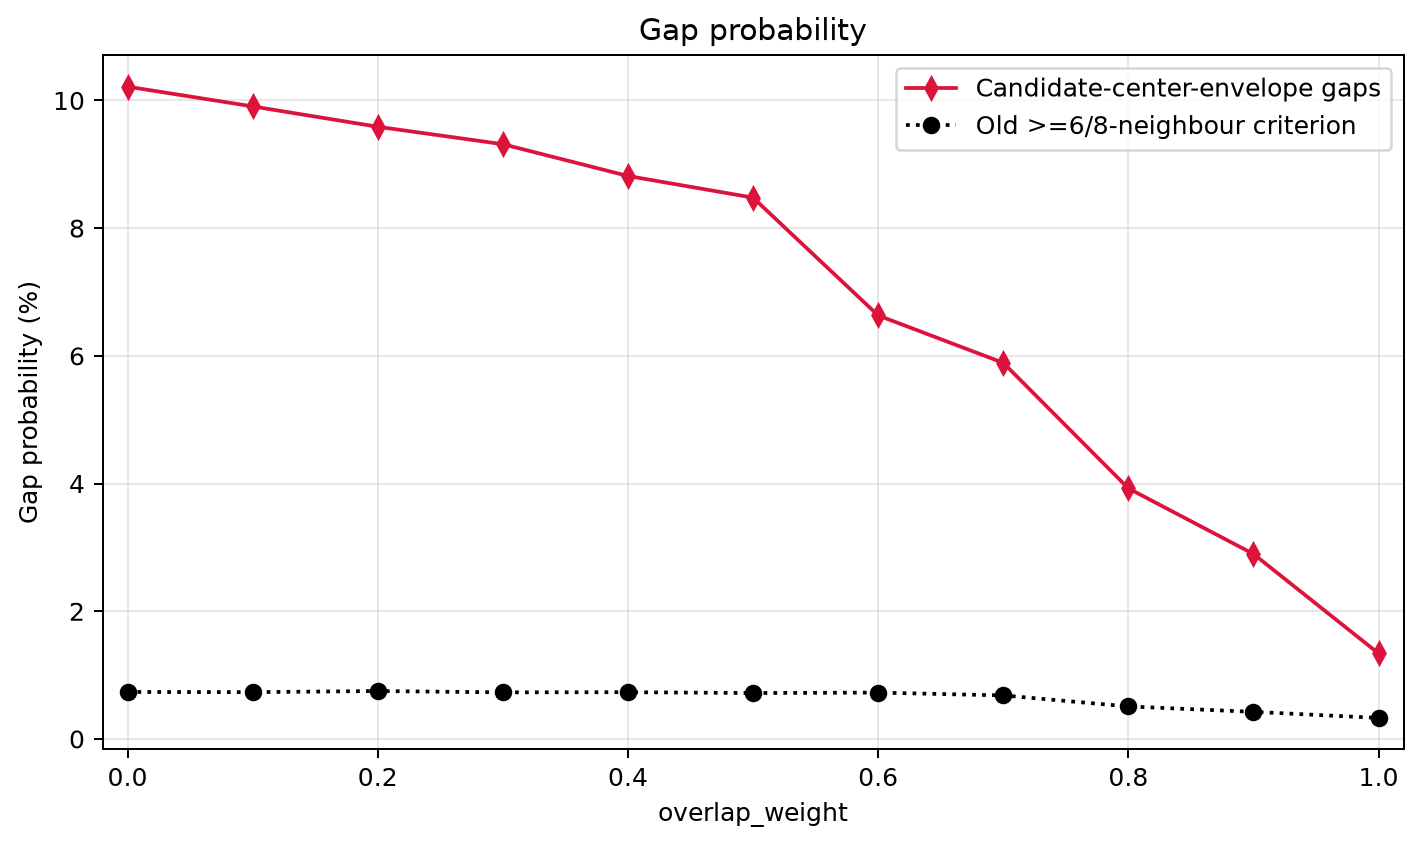 Gap probability
Candidate-center-envelope gaps
Old >=6/8-neighbour criterion
Gap probability (%)
10
8
6
4
2
0
0.0 0.2 0.4 0.6 0.8 1.0
overlap_weight